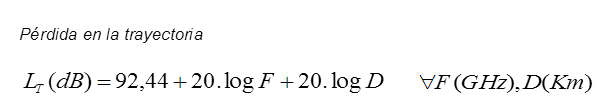 Pérdida en la trayectoria
L_T (dB) = 92,44 + 20.log F + 20.log D ∀F (GHz), D(Km)